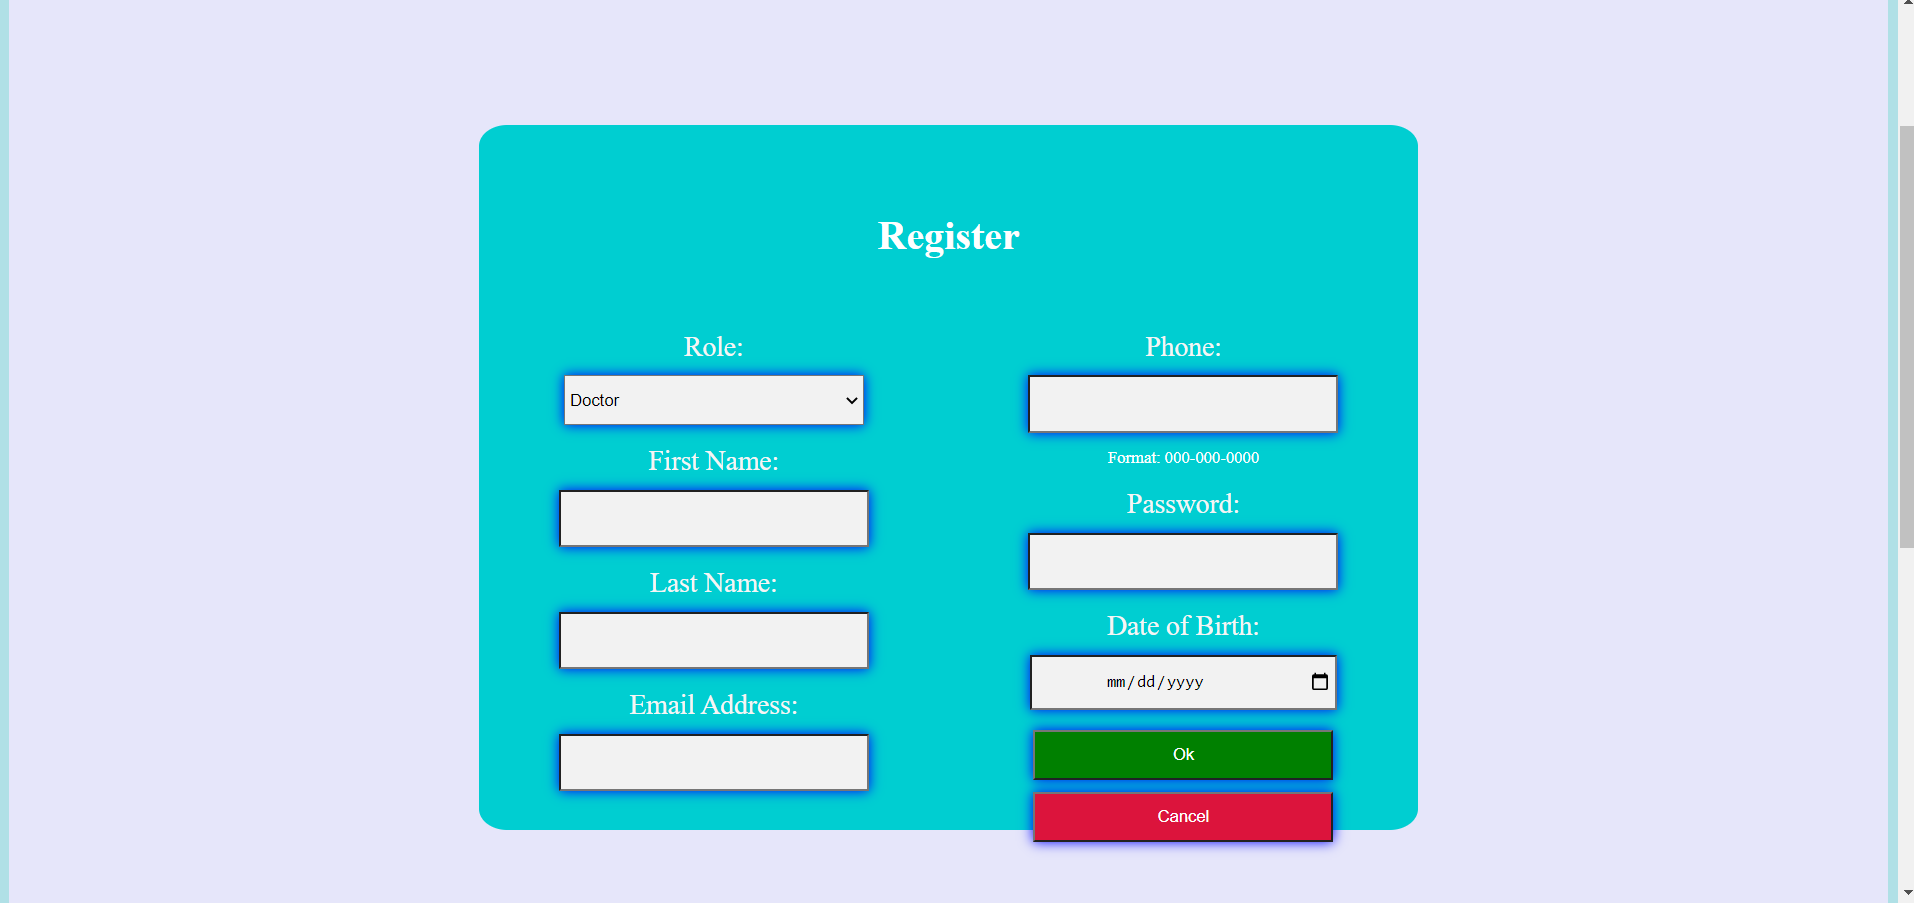 Register
Role:
Doctor
First Name:
Last Name:
Email Address:
Phone:
Format: 000-000-0000
Password:
Date of Birth:
mm/dd/yyyy
Ok
Cancel